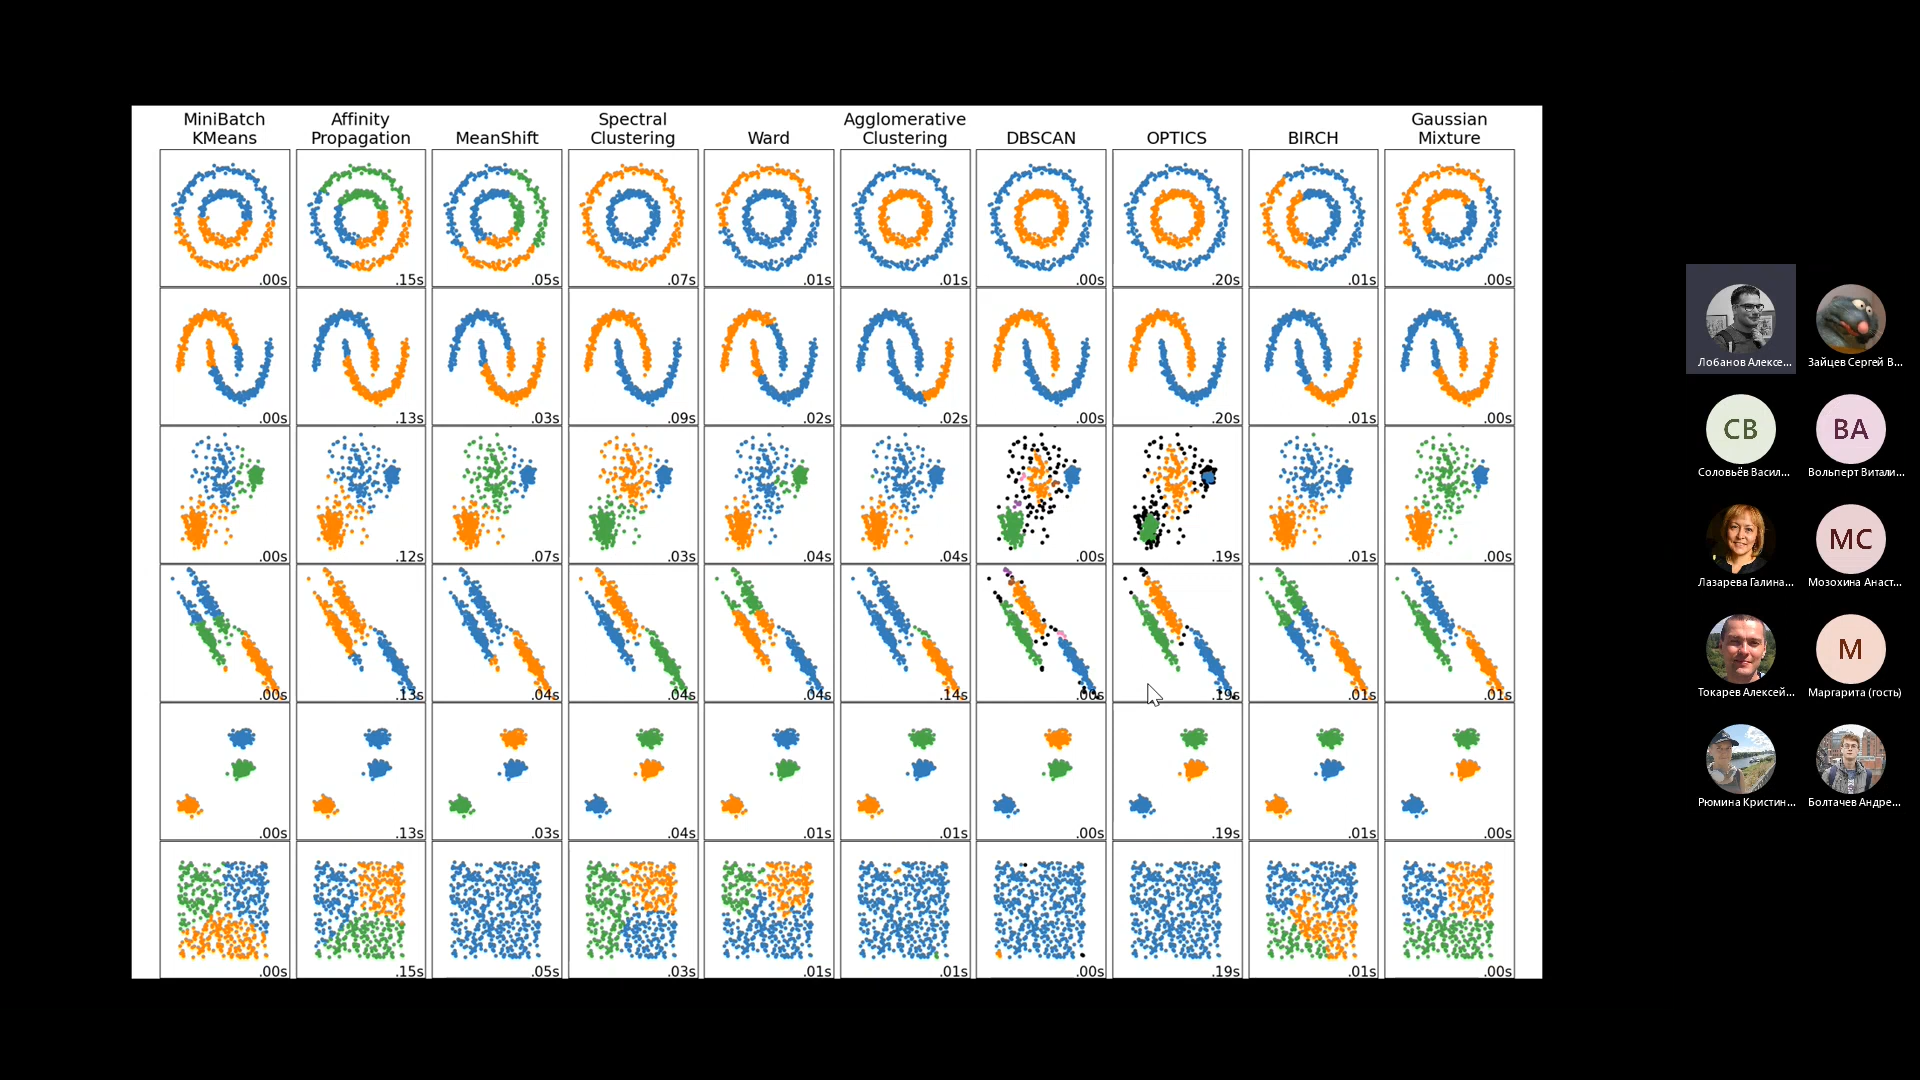 MiniBatch
KMeans
Affinity
Propagation
MeanShift
Spectral
Clustering
Ward
Agglomerative
Clustering
DBSCAN
OPTICS
BIRCH
Gaussian
Mixture
.00s .15s .05s .07s .01s .01s .00s .20s .01s .00s
.00s .13s .03s .09s .02s .02s .00s .20s .01s .00s
.00s .12s .07s .03s .04s .04s .00s .19s .01s .00s
.00s .13s .04s .04s .04s .14s .00s .19s .01s .01s
.00s .13s .03s .04s .01s .01s .00s .19s .01s .00s
.00s .15s .05s .03s .01s .01s .00s .19s .01s .00s
Лобанов Алексе...
Зайцев Сергей В...
СВ
Соловьёв Васил...
ВА
Вольперт Витали...
Лазарева Галина...
МС
Мозохина Анаст...
Токарев Алексей...
М
Маргарита (гость)
Рюмина Кристин...
Болтачев Андре...